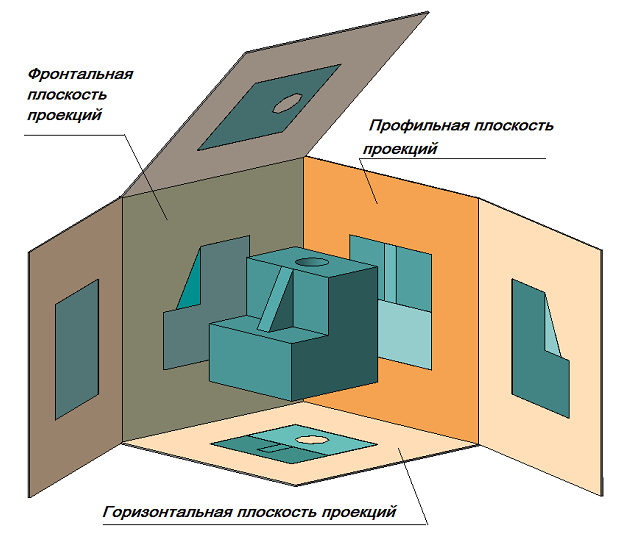 Фронтальная
плоскость
проекций
Профильная плоскость
проекций
Горизонтальная плоскость проекций